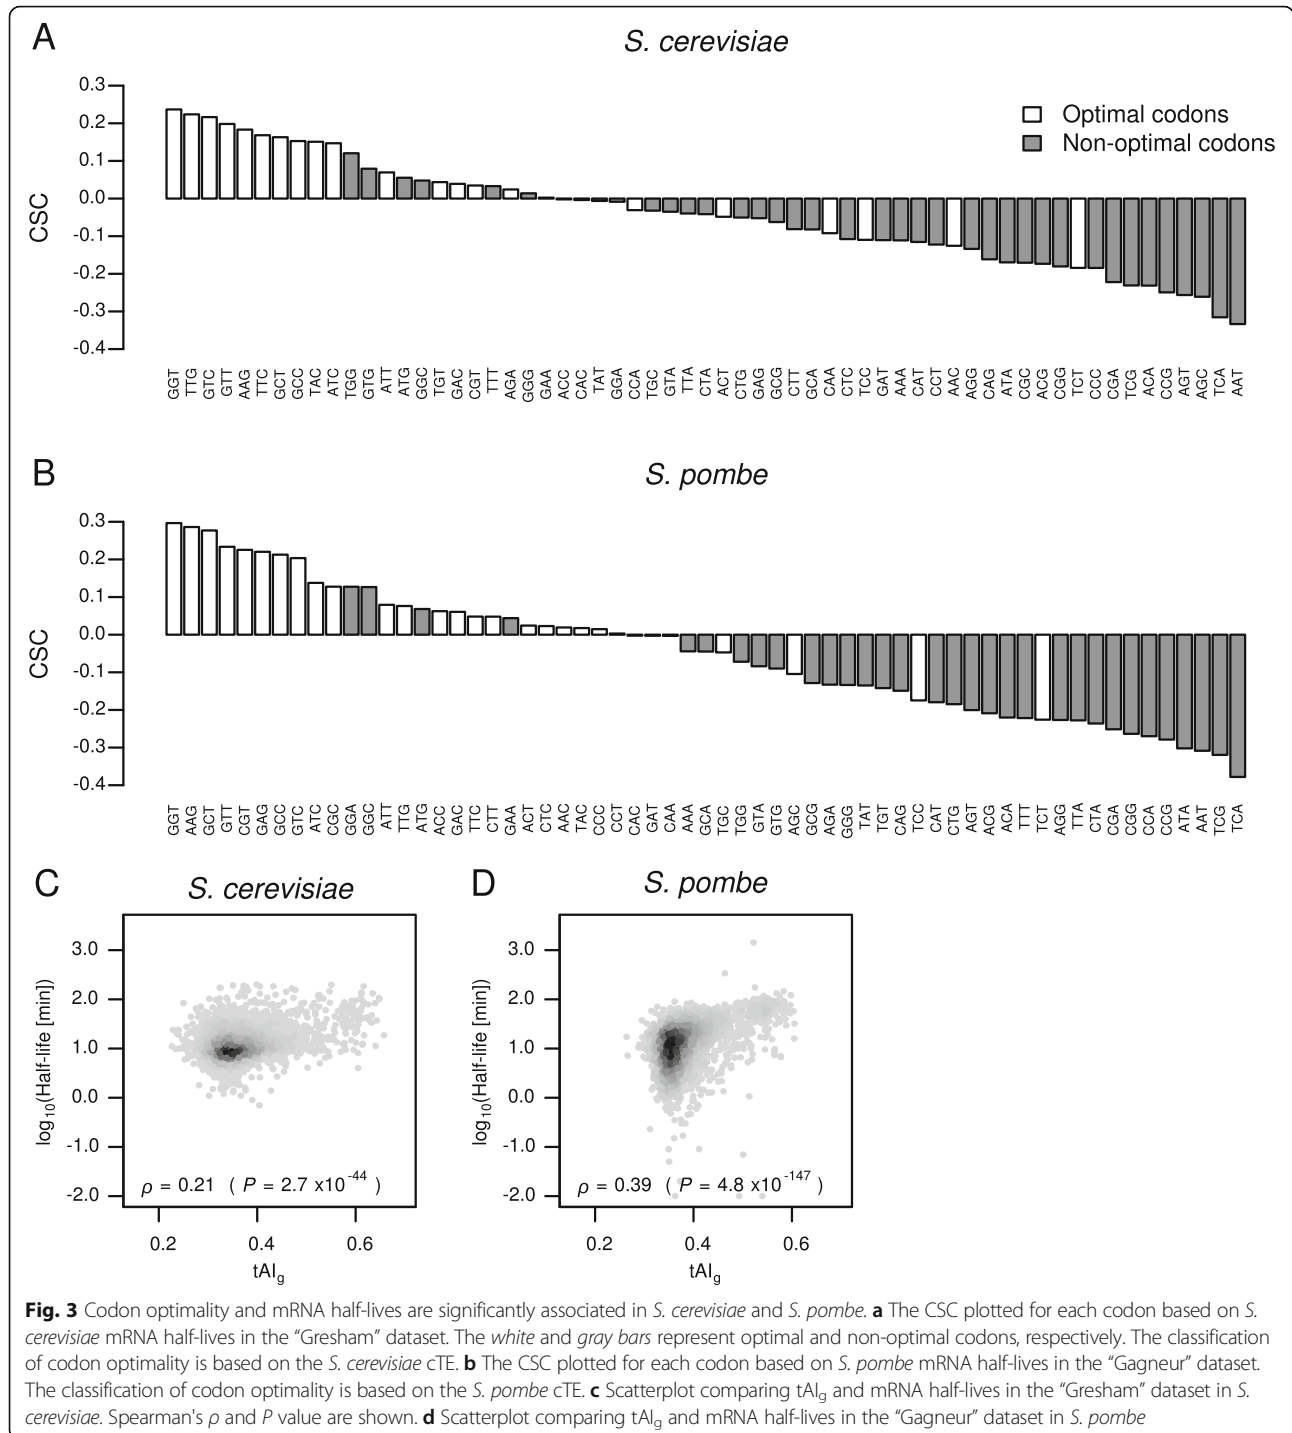 A
S. cerevisiae
0.3
0.2
0.1
0.0
-0.1
-0.2
-0.3
-0.4
CSC
Optimal codons
Non-optimal codons
GGT TTG GTC GTT AAG TTC GCT GCC TAC ATC TGG GTG ATT ATG GGC TGT GAC CGT TTT AGA GGG GAA ACC CAC TAT GGA CCA TGC GTA TTA CTA ACT CTG GAG GCG CTT GCA CAA CTC TCC GAT AAA CAT CCT AAC AGG CAG ATA CGC ACG CGG TCT CCC CGA TCG ACA CCG AGT AGC TCA AAT
B
S. pombe
0.3
0.2
0.1
0.0
-0.1
-0.2
-0.3
-0.4
CSC
GGT AAG GCT GTT CGT GAG GCC GTC ATC CGC GGA GGC ATT TTG ATG ACC GAC TTC CTT GAA ACT CTC AAC TAC CCC CCT CAC GAT CAA AAA GCA TGC TGG GTA GTG AGC GCG AGA GGG TAT TGT CAG TCC CAT CTG AGT ACG ACA TTT TCT AGG TTA CTA CGA CGG CCA CCG ATA AAT TCG TCA
C
S. cerevisiae
3.0
2.0
1.0
0.0
-1.0
-2.0
log10(Half-life [min])
ρ = 0.21 ( P = 2.7 x10-44 )
0.2 0.4 0.6
tAIg
D
S. pombe
3.0
2.0
1.0
0.0
-1.0
-2.0
log10(Half-life [min])
ρ = 0.39 ( P = 4.8 x10-147 )
0.2 0.4 0.6
tAIg
Fig. 3 Codon optimality and mRNA half-lives are significantly associated in S. cerevisiae and S. pombe. a The CSC plotted for each codon based on S.
cerevisiae mRNA half-lives in the “Gresham” dataset. The white and gray bars represent optimal and non-optimal codons, respectively. The classification
of codon optimality is based on the S. cerevisiae cTE. b The CSC plotted for each codon based on S. pombe mRNA half-lives in the “Gagneur” dataset.
The classification of codon optimality is based on the S. pombe cTE. c Scatterplot comparing tAIg and mRNA half-lives in the “Gresham” dataset in S.
cerevisiae. Spearman's ρ and P value are shown. d Scatterplot comparing tAIg and mRNA half-lives in the “Gagneur” dataset in S. pombe